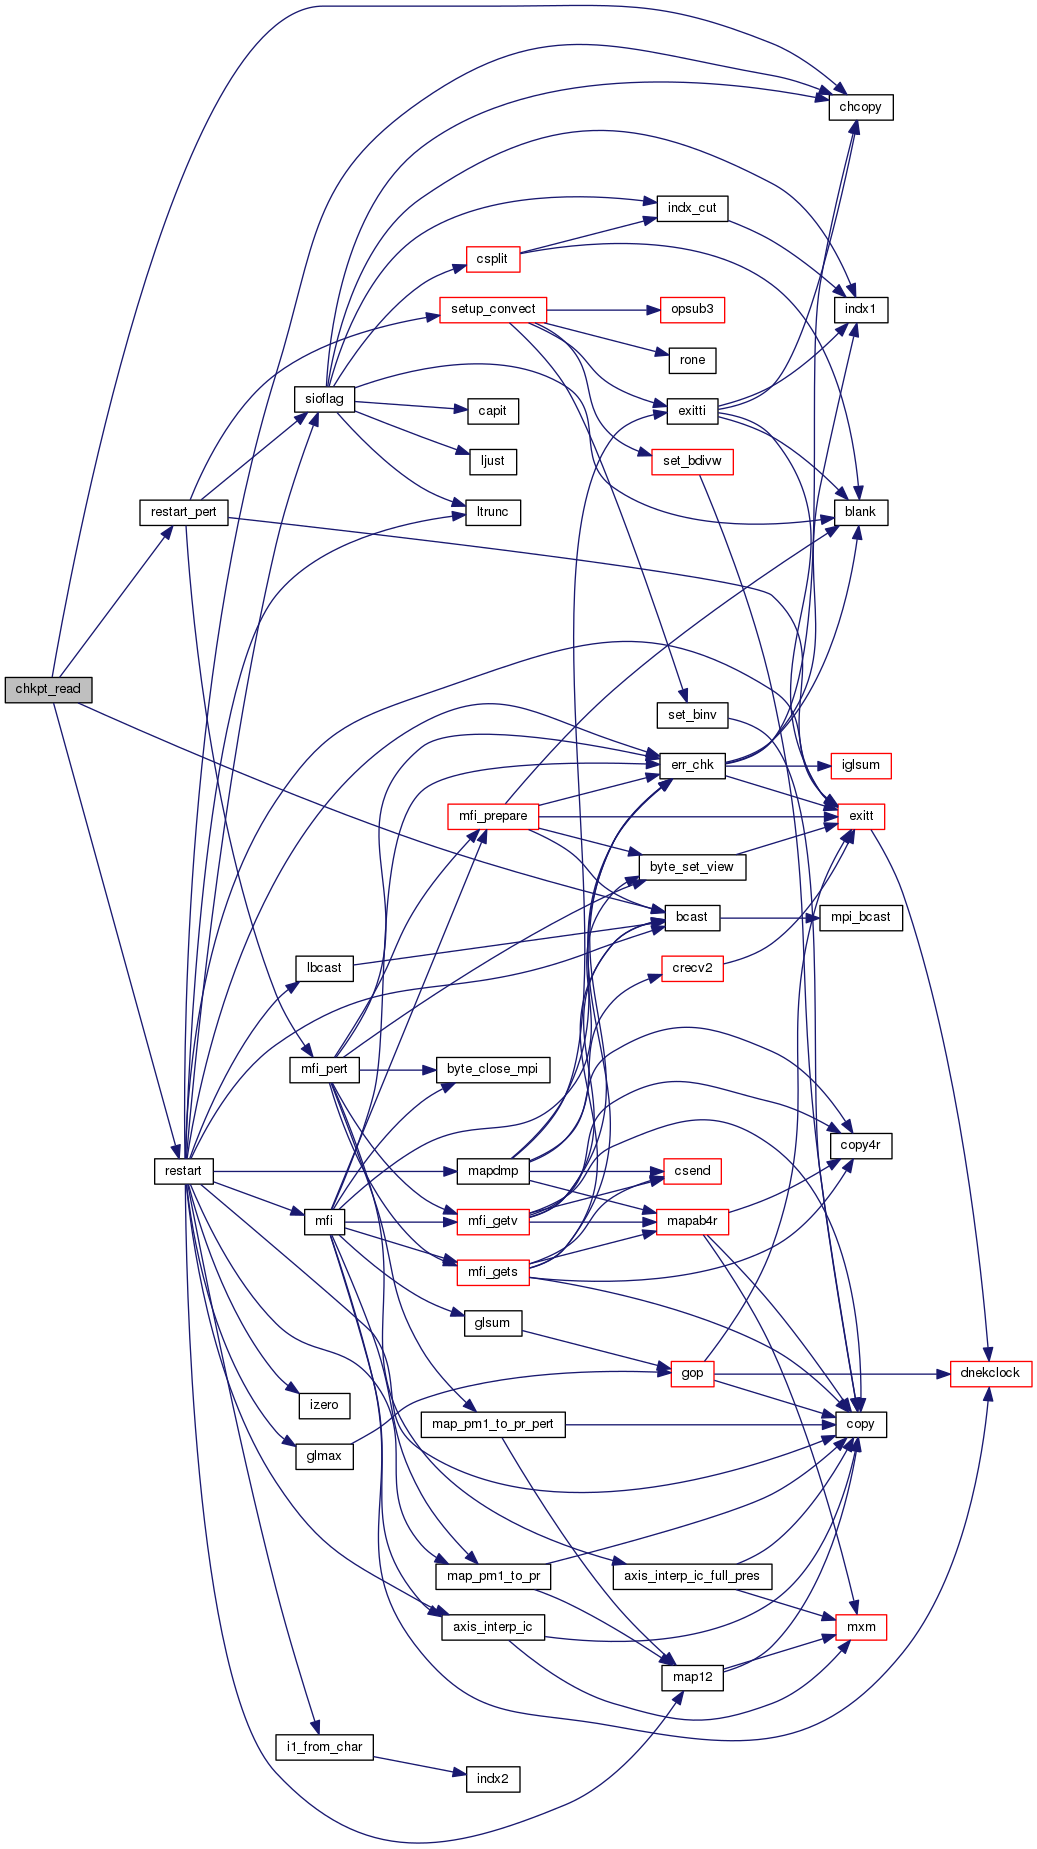 chcopy
indx_cut
csplit
setup_convect
opsub3
indx1
rone
sioflag
capit
exitti
ljust
set_bdivw
restart_pert
ltrunc
blank
chkpt_read
set_binv
err_chk
iglsum
mfi_prepare
exitt
byte_set_view
bcast
mpi_bcast
lbcast
crecv2
mfi_pert
byte_close_mpi
copy4r
restart
mapdmp
csend
mfi
mfi_getv
mapab4r
mfi_gets
glsum
gop
dnekclock
izero
map_pm1_to_pr_pert
copy
glmax
map_pm1_to_pr
axis_interp_ic_full_pres
axis_interp_ic
mxm
map12
i1_from_char
indx2